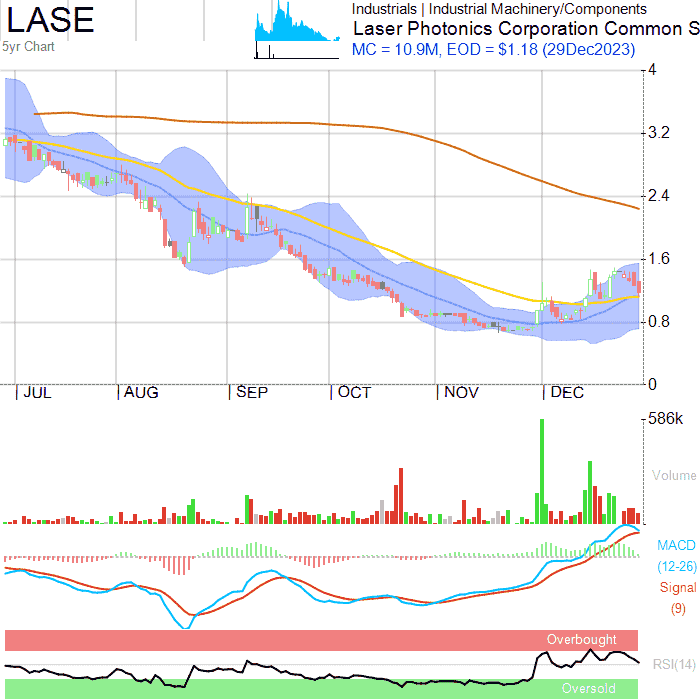 LASE
5yr Chart
Industrials | Industrial Machinery/Components
Laser Photonics Corporation Common S
MC = 10.9M, EOD = $1.18 (29Dec2023)
4
3.2
2.4
1.6
0.8
0
JUL AUG SEP OCT NOV DEC
586k
Volume
MACD
(12-26)
Signal
(9)
Overbought
RSI(14)
Oversold